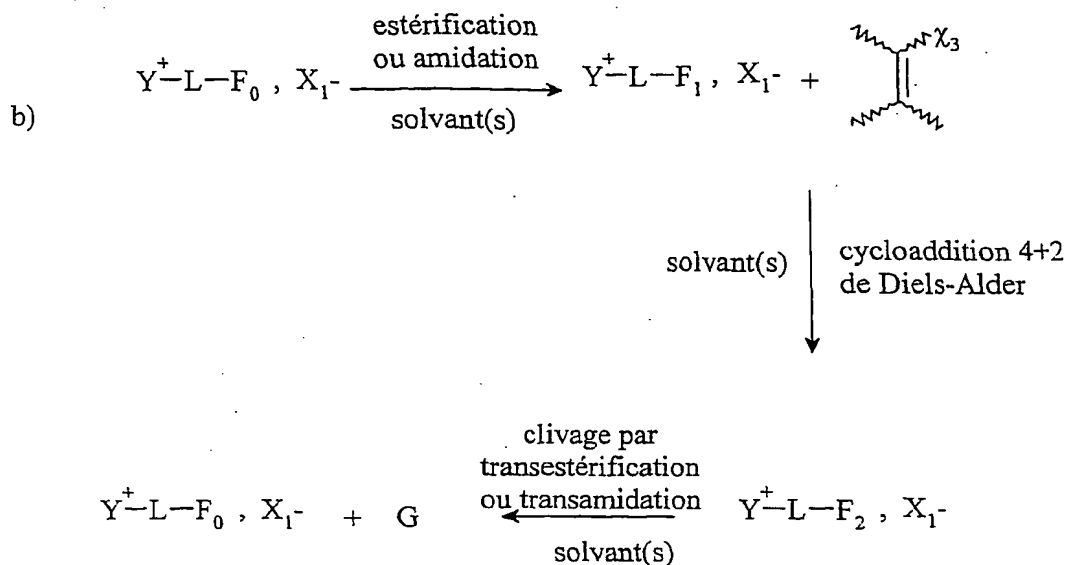 estérification
ou amidation
Y⁺—L—F₀ , X₁- solvant(s) Y⁺—L—F₁ , X₁- + χ₃
b)
solvant(s) cycloaddition 4+2
de Diels-Alder
clivage par
transestérification
ou transamidation
Y⁺—L—F₀ , X₁- + G solvant(s) Y⁺—L—F₂ , X₁-